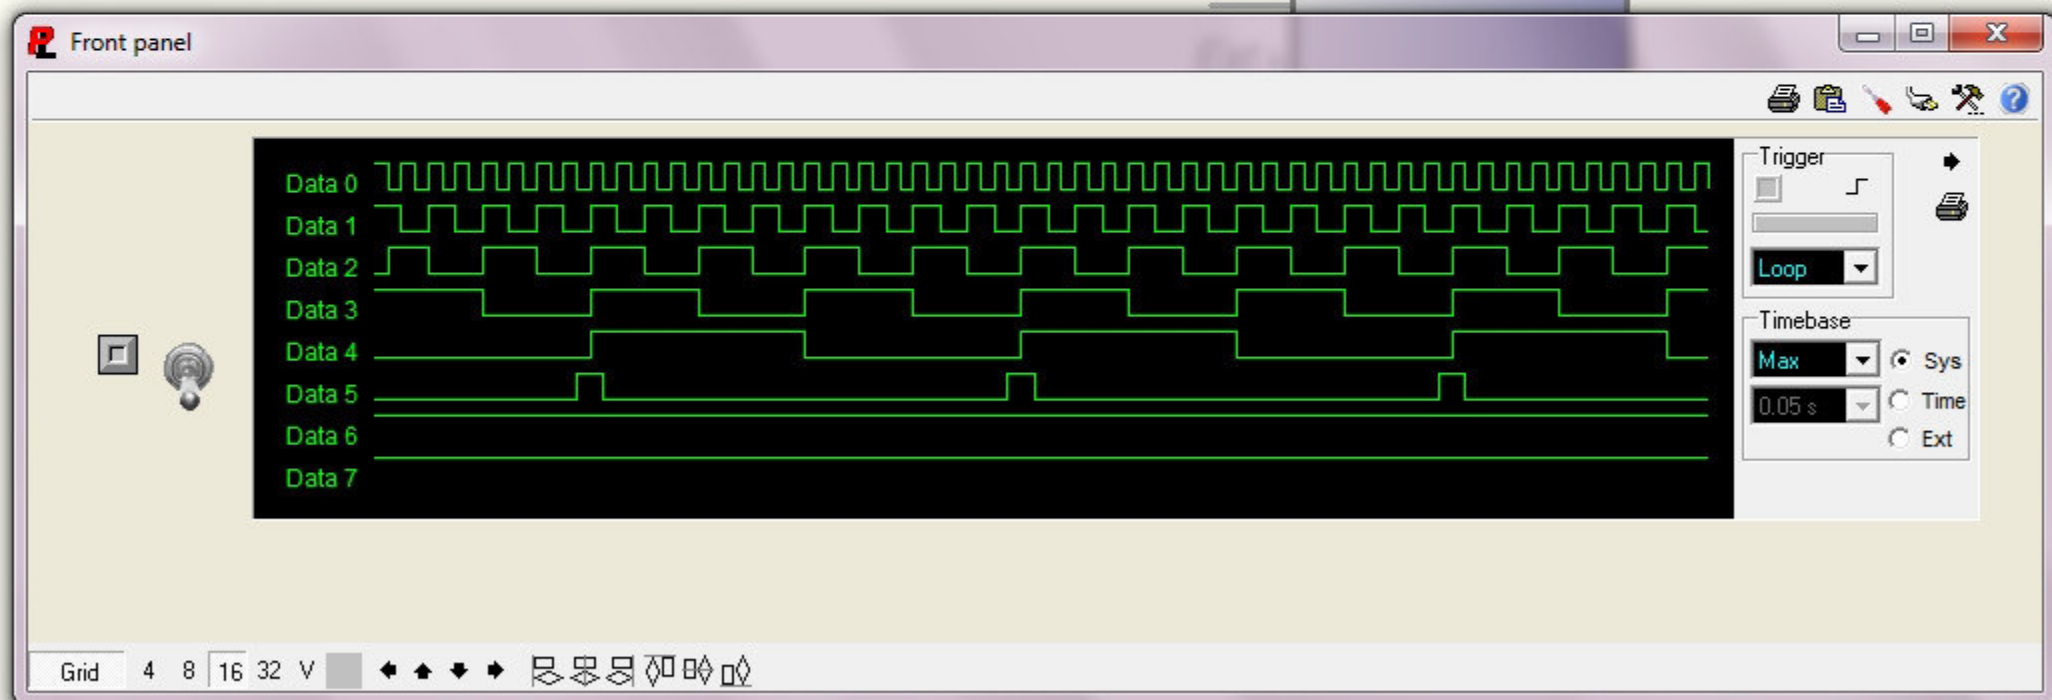 Front panel
Data 0
Data 1
Data 2
Data 3
Data 4
Data 5
Data 6
Data 7
Trigger
Loop
Timebase
Max
Sys
0.05 s
Time
Ext
Grid 4 8 16 32 V